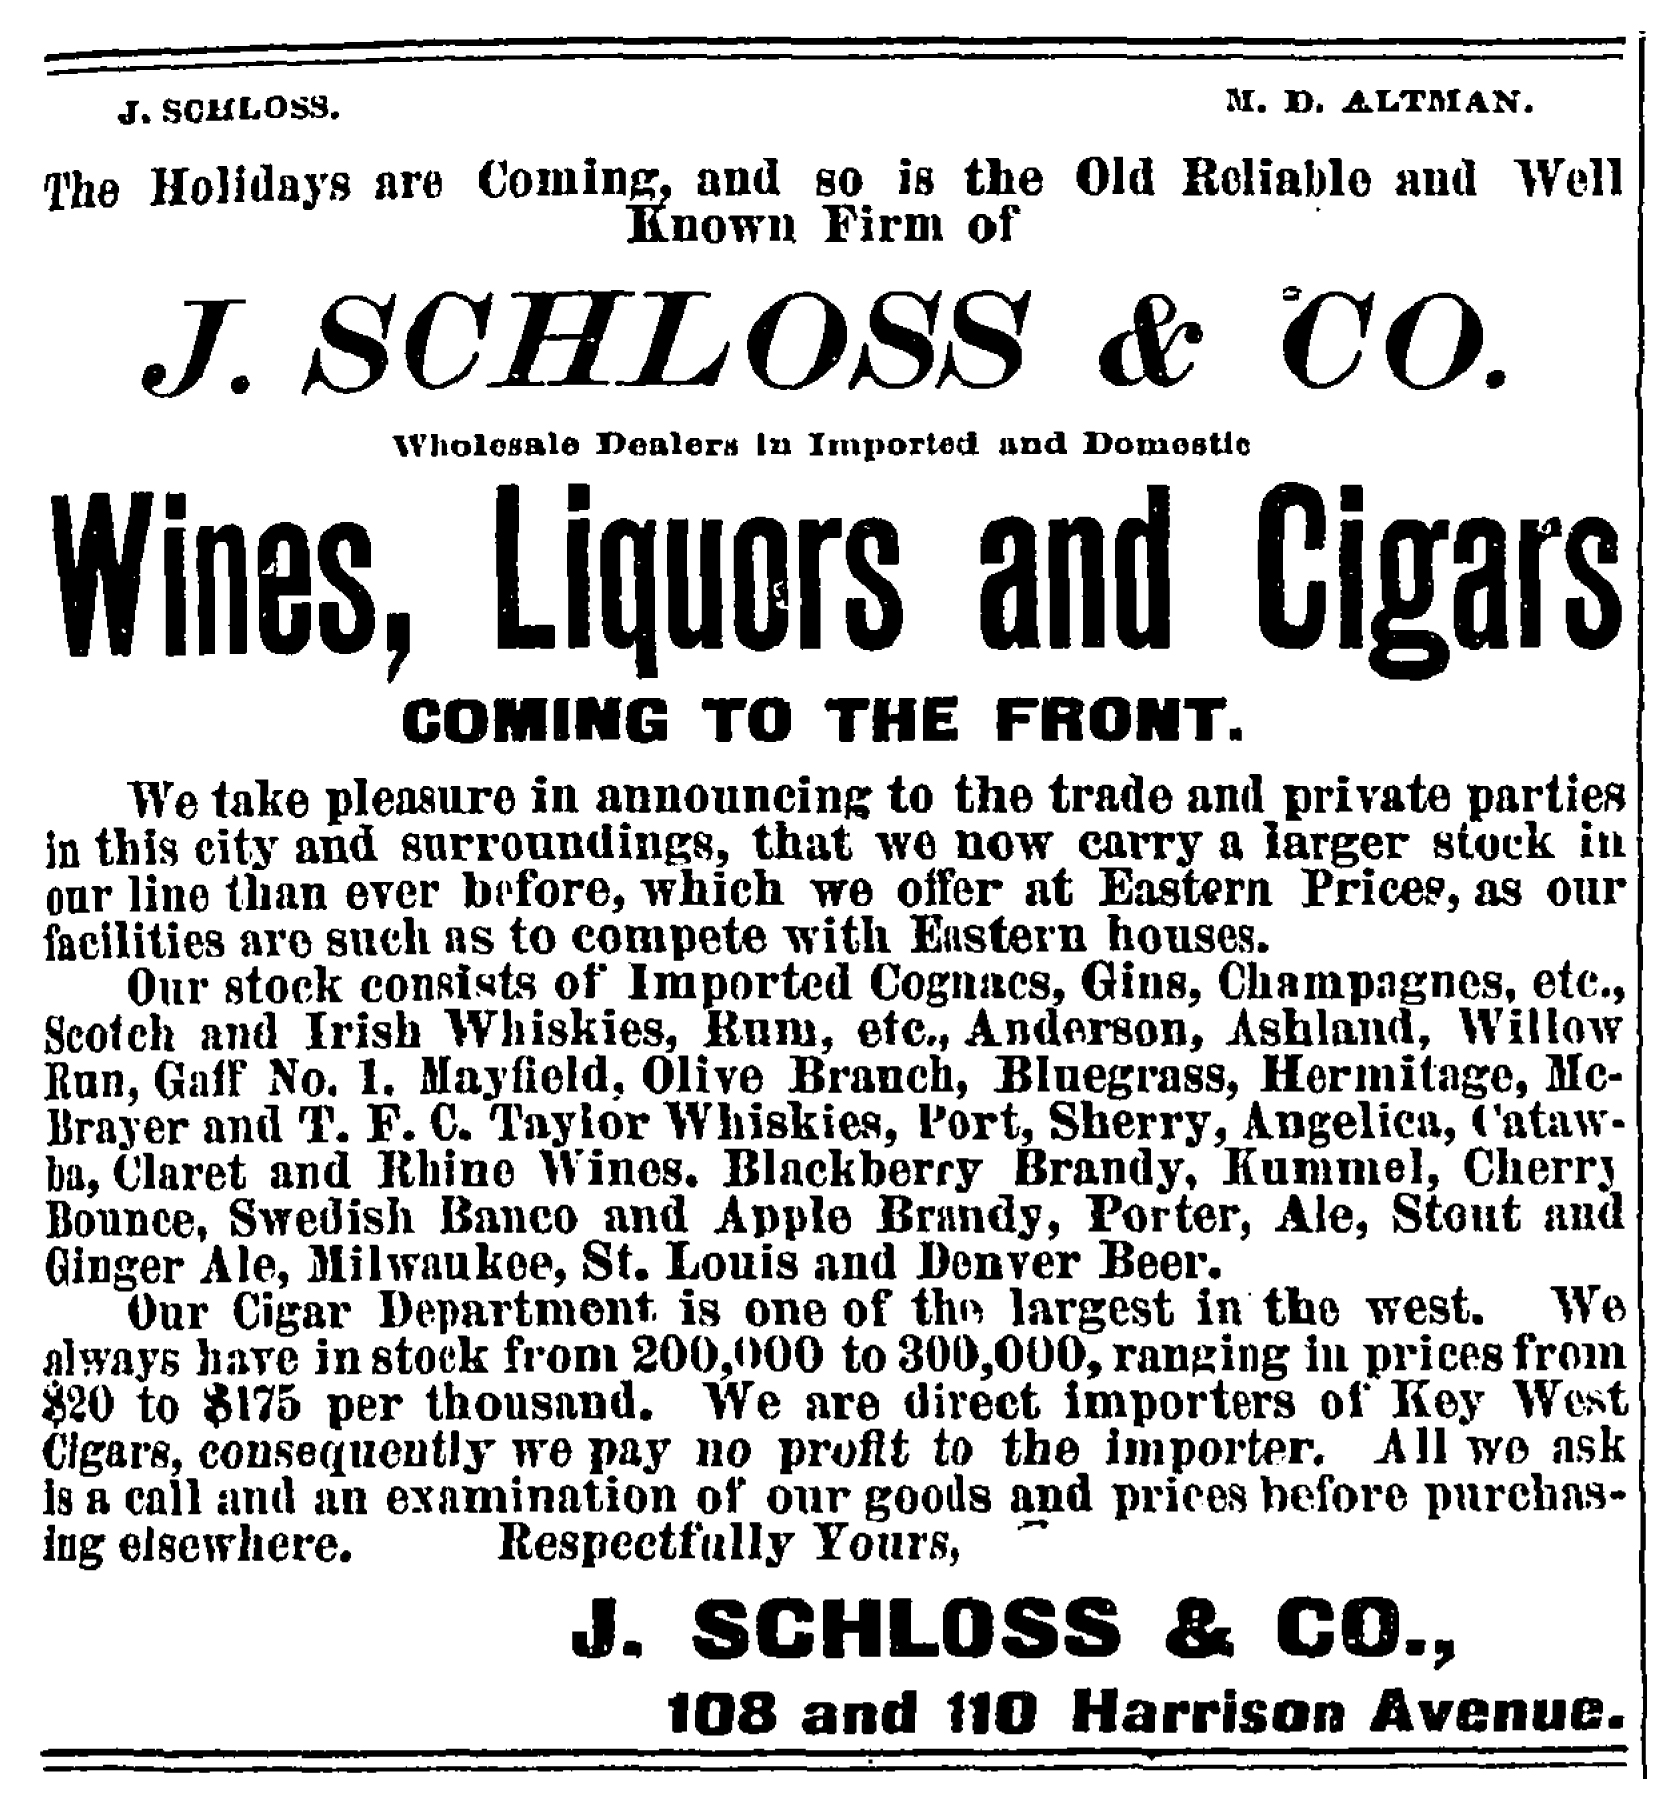 J. SCHLOSS. M. D. ALTMAN.
The Holidays are Coming, and so is the Old Reliable and Well
Known Firm of
J. SCHLOSS & CO.
Wholesale Dealers in Imported and Domestic
Wines, Liquors and Cigars
COMING TO THE FRONT.
We take pleasure in announcing to the trade and private parties
in this city and surroundings, that we now carry a larger stock in
our line than ever before, which we offer at Eastern Prices, as our
facilities are such as to compete with Eastern houses.
Our stock consists of Imported Cognacs, Gins, Champagnes, etc.,
Scotch and Irish Whiskies, Rum, etc., Anderson, Ashland, Willow
Run, Gaff No. 1. Mayfield, Olive Branch, Bluegrass, Hermitage, Mc-
Brayer and T. F. C. Taylor Whiskies, Port, Sherry, Angelica, Cataw-
ba, Claret and Rhine Wines. Blackberry Brandy, Kummel, Cherry
Bounce, Swedish Banco and Apple Brandy, Porter, Ale, Stout and
Ginger Ale, Milwaukee, St. Louis and Denver Beer.
Our Cigar Department is one of the largest in the west. We
always have in stock from 200,000 to 300,000, ranging in prices from
$20 to $175 per thousand. We are direct importers of Key West
Cigars, consequently we pay no profit to the importer. All we ask
is a call and an examination of our goods and prices before purchas-
ing elsewhere. Respectfully Yours,
J. SCHLOSS & CO.,
108 and 110 Harrison Avenue.